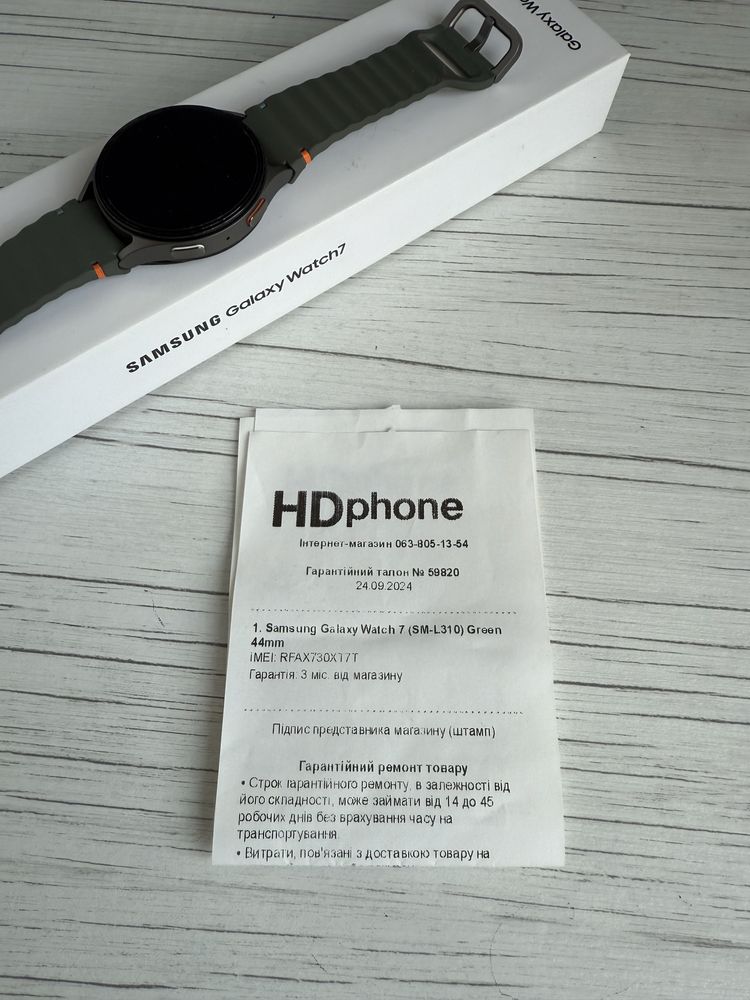 Galaxy Wa
SAMSUNG Galaxy Watch7
HDphone
Інтернет-магазин 063-805-13-54
Гарантійний талон № 59820
24.09.2024
1. Samsung Galaxy Watch 7 (SM-L310) Green
44mm
IMEI: RFAX730XT7T
Гарантія: 3 міс. від магазину
Підпис представника магазину (штамп)
Гарантійний ремонт товару
• Строк гарантійного ремонту, в залежності від
його складності, може займати від 14 до 45
робочих днів без врахування часу на
транспортування.
• Витрати, пов'язані з доставкою товару на